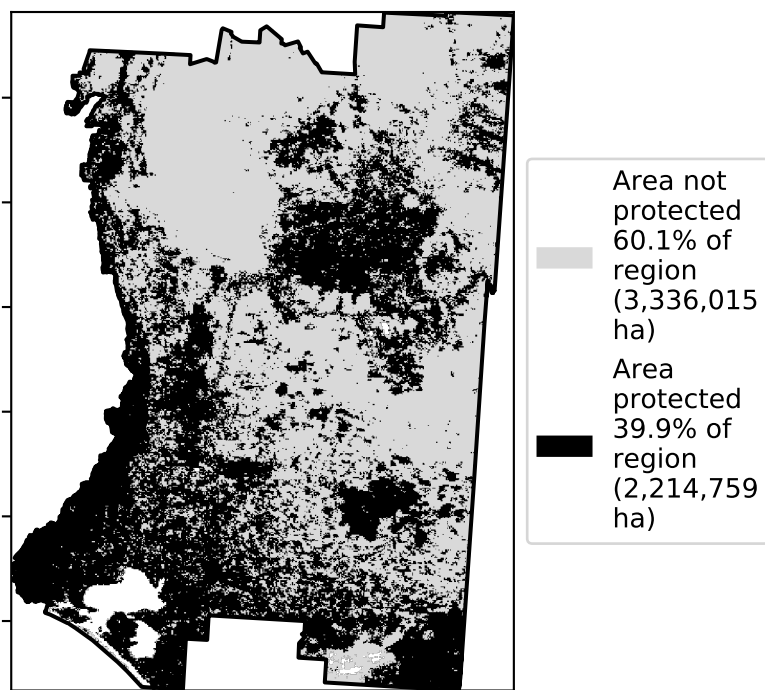 Area not
protected
60.1% of
region
(3,336,015
ha)
Area
protected
39.9% of
region
(2,214,759
ha)